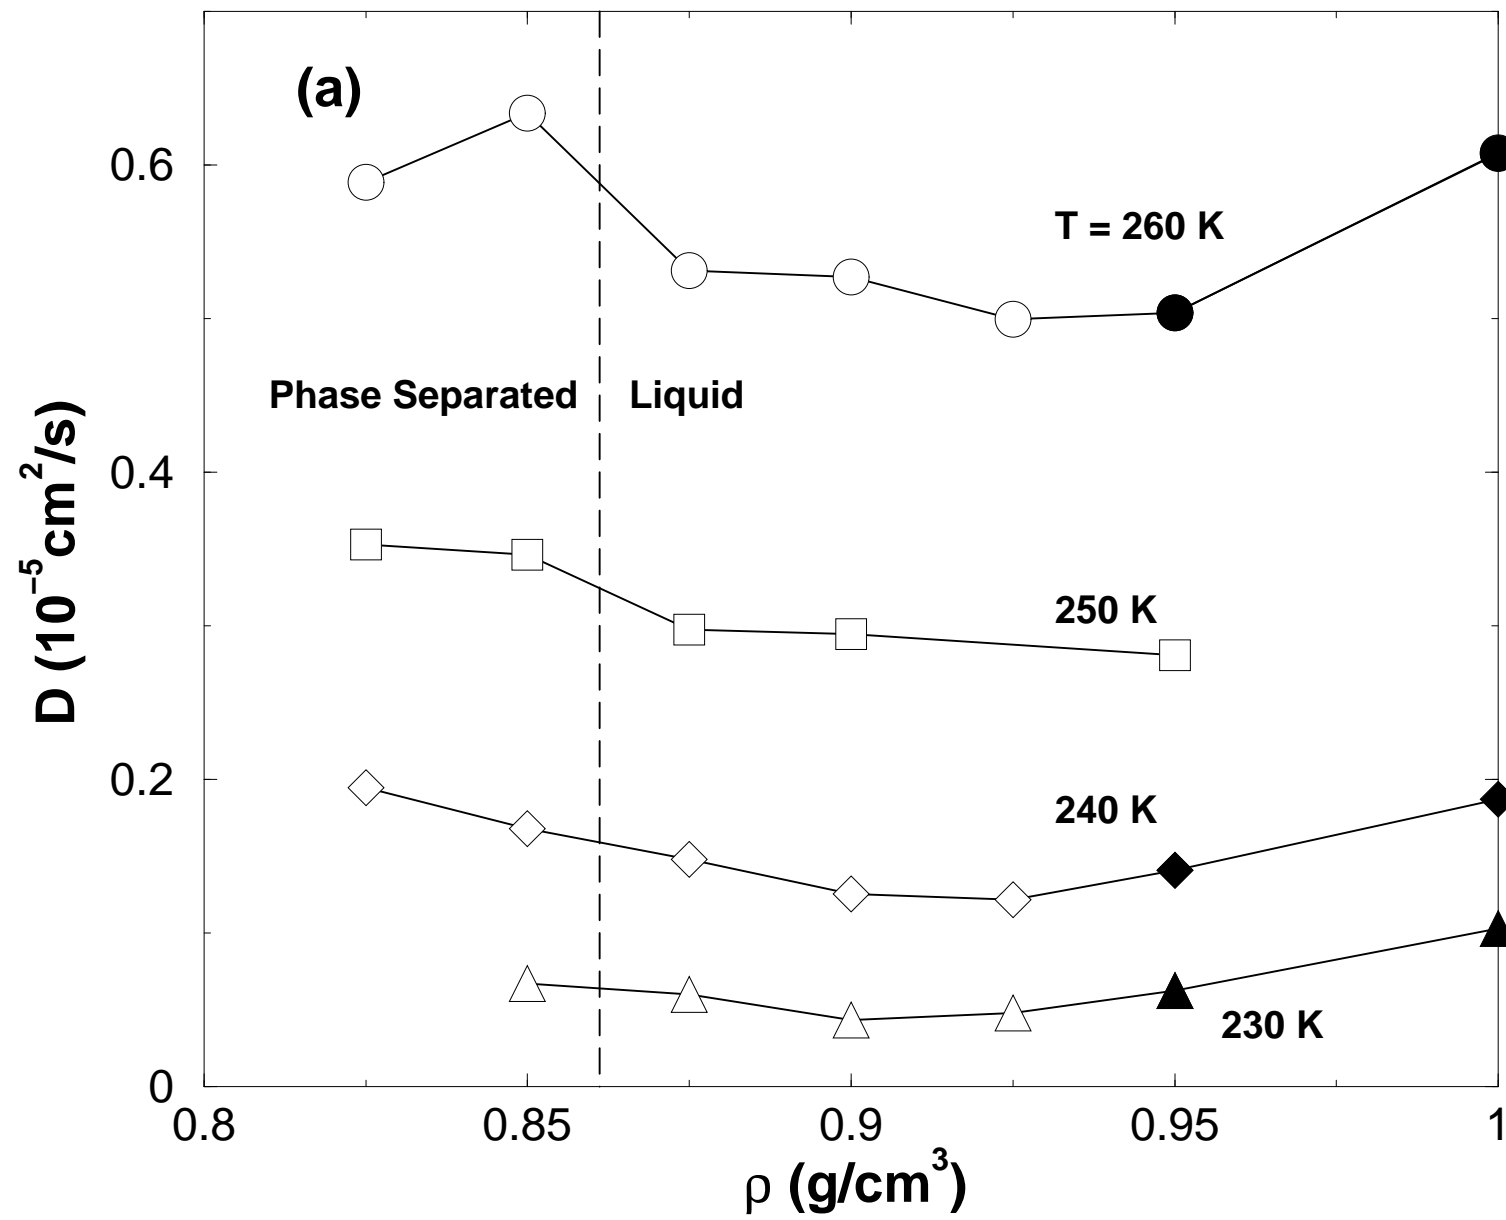 (a)
0.6
T = 260 K
Phase Separated
Liquid
0.4
D (10⁻⁵cm²/s)
250 K
0.2
240 K
230 K
0
0.8 0.85 0.9 0.95 1
ρ (g/cm³)